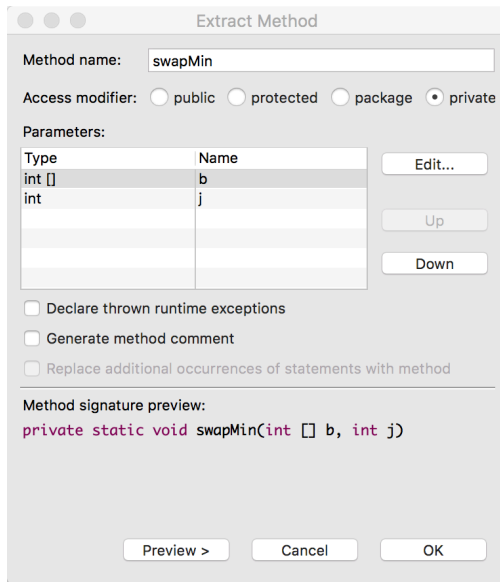 Extract Method
Method name: swapMin
Access modifier: public protected package private
Parameters:
Type Name
int [] b
int j
Edit...
Up
Down
Declare thrown runtime exceptions
Generate method comment
Replace additional occurrences of statements with method
Method signature preview:
private static void swapMin(int [] b, int j)
Preview > Cancel OK